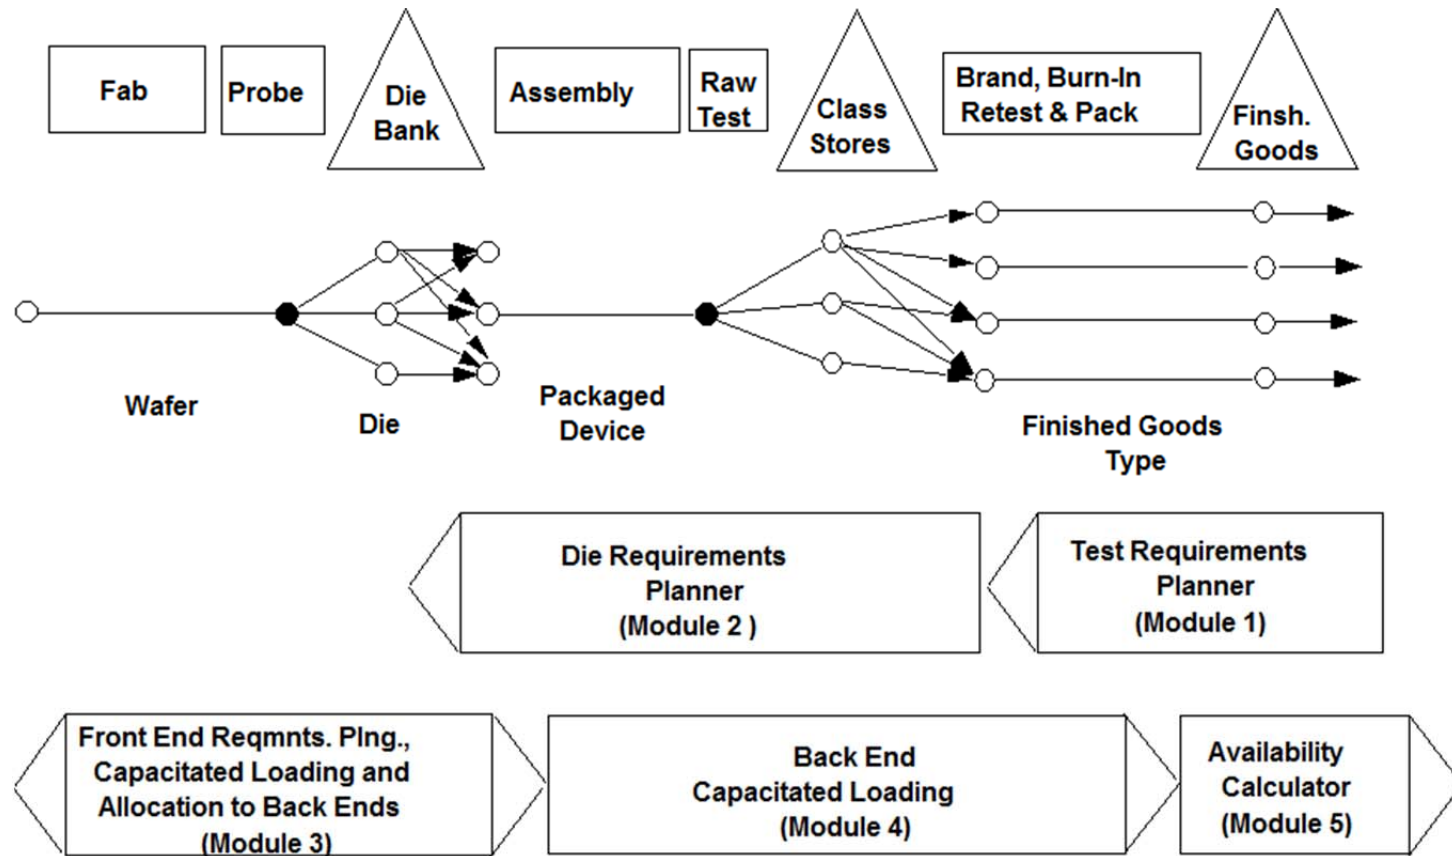 Fab
Probe
Die
Bank
Assembly
Raw
Test
Class
Stores
Brand, Burn-In
Retest & Pack
Finsh.
Goods
Wafer
Die
Packaged
Device
Finished Goods
Type
Die Requirements
Planner
(Module 2 )
Test Requirements
Planner
(Module 1)
Front End Reqmnts. Plng.,
Capacitated Loading and
Allocation to Back Ends
(Module 3)
Back End
Capacitated Loading
(Module 4)
Availability
Calculator
(Module 5)